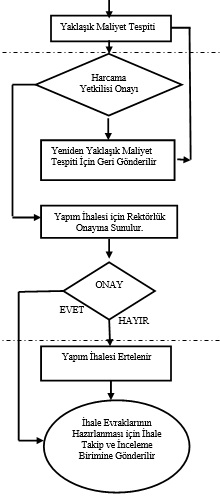 Yaklaşık Maliyet Tespiti
Harcama
Yetkilisi Onayı
Yeniden Yaklaşık Maliyet
Tespiti İçin Geri Gönderilir
Yapım İhalesi için Rektörlük
Onayına Sunulur.
ONAY
EVET
HAYIR
Yapım İhalesi Ertelenir
İhale Evraklarının
Hazırlanması için İhale
Takip ve İnceleme
Birimine Gönderilir